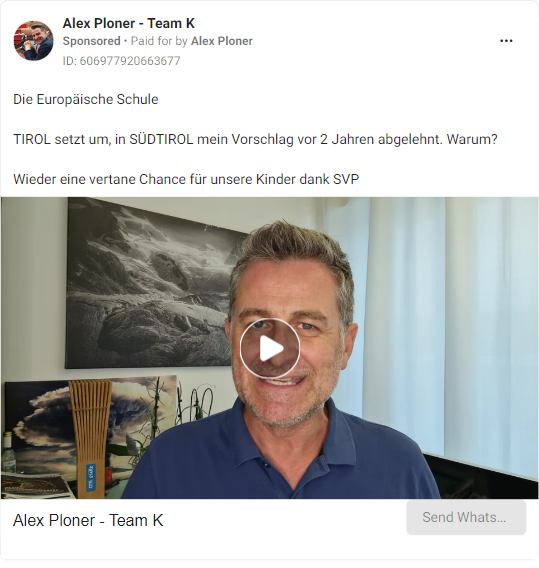 Alex Ploner - Team K
Sponsored • Paid for by Alex Ploner
ID: 606977920663677
Die Europäische Schule
TIROL setzt um, in SÜDTIROL mein Vorschlag vor 2 Jahren abgelehnt. Warum?
Wieder eine vertane Chance für unsere Kinder dank SVP
Alex Ploner - Team K
Send Whats...